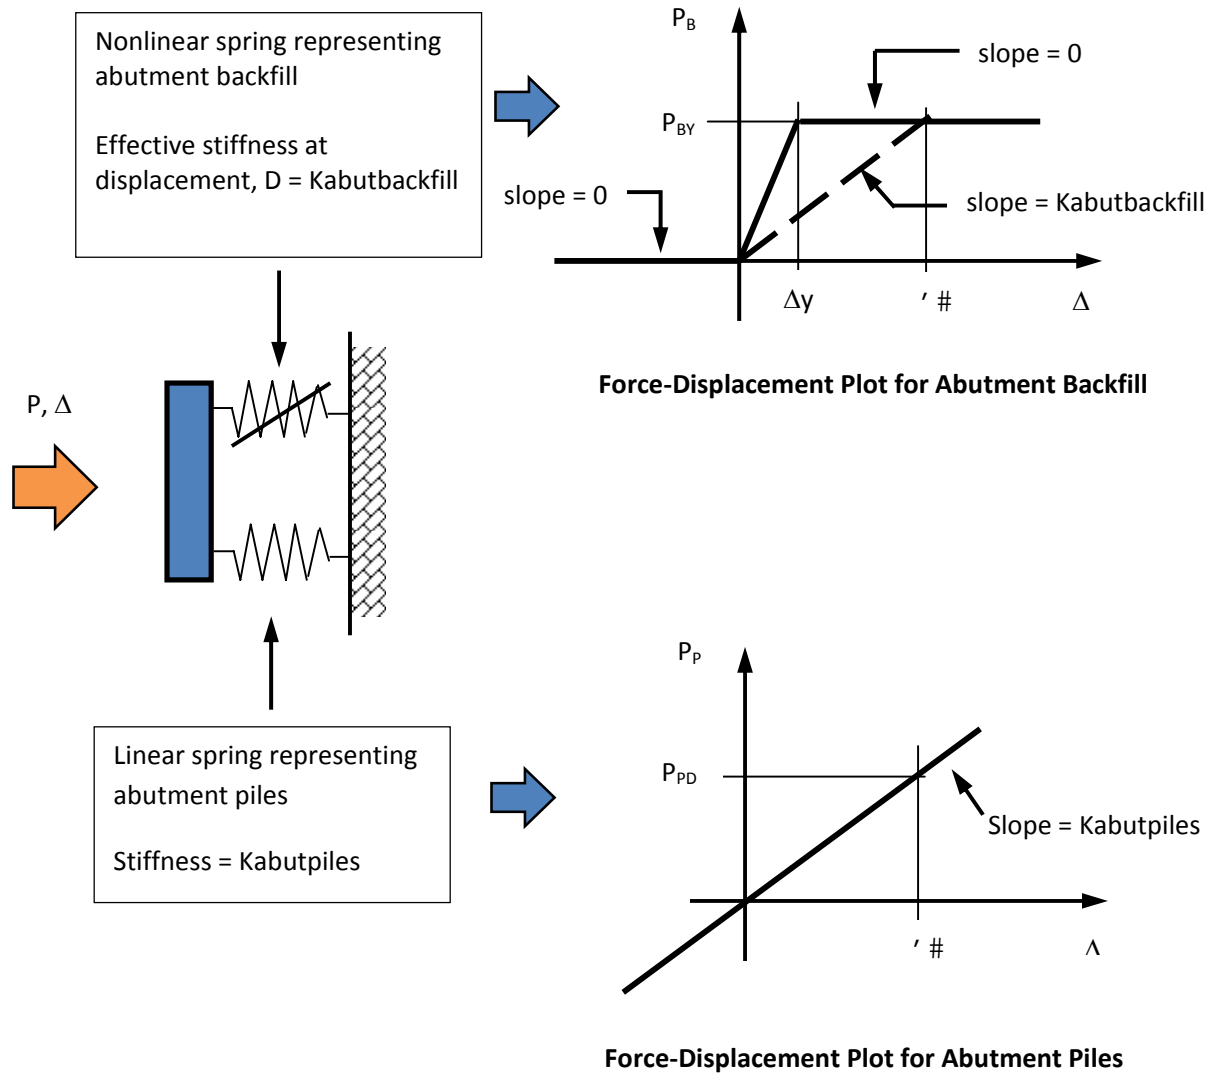 Nonlinear spring representing
abutment backfill
Effective stiffness at
displacement, D = Kabutbackfill
P_B
slope = 0
P_BY
slope = 0
slope = Kabutbackfill
Δy
′ #
Δ
Force-Displacement Plot for Abutment Backfill
P, Δ
Linear spring representing
abutment piles
Stiffness = Kabutpiles
P_P
P_PD
Slope = Kabutpiles
′ #
Δ
Force-Displacement Plot for Abutment Piles